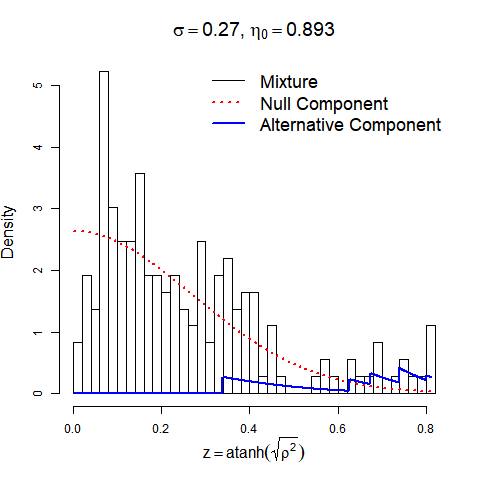 σ = 0.27, η₀ = 0.893
Mixture
Null Component
Alternative Component
Density
5
4
3
2
1
0
0.0 0.2 0.4 0.6 0.8
z = atanh(√ρ²)